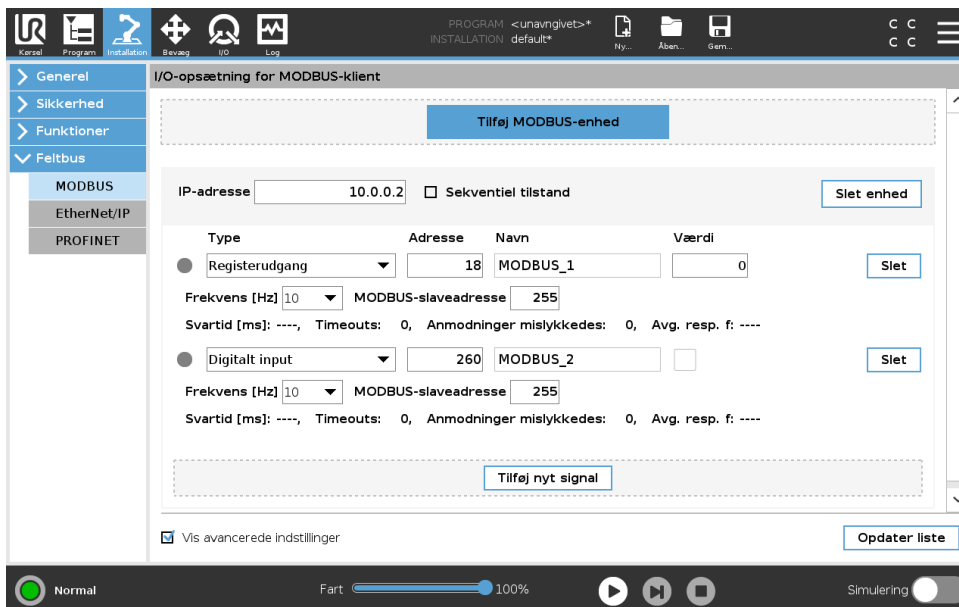 UR
PROGRAM <unavngivet>*
INSTALLATION default*
Kørsel Program Installation Bevæg I/O Log Ny... Åben... Gem...
C C
C C
Generel
Sikkerhed
Funktioner
Feltbus
MODBUS
EtherNet/IP
PROFINET
I/O-opsætning for MODBUS-klient
Tilføj MODBUS-enhed
IP-adresse 10.0.0.2 Sekventiel tilstand Slet enhed
Type Adresse Navn Værdi
Registerudgang 18 MODBUS_1 0 Slet
Frekvens [Hz] 10 MODBUS-slaveadresse 255
Svartid [ms]: ----, Timeouts: 0, Anmodninger mislykkedes: 0, Avg. resp. f: ----
Digitalt input 260 MODBUS_2 Slet
Frekvens [Hz] 10 MODBUS-slaveadresse 255
Svartid [ms]: ----, Timeouts: 0, Anmodninger mislykkedes: 0, Avg. resp. f: ----
Tilføj nyt signal
Vis avancerede indstillinger Opdater liste
Normal Fart 100% Simulering